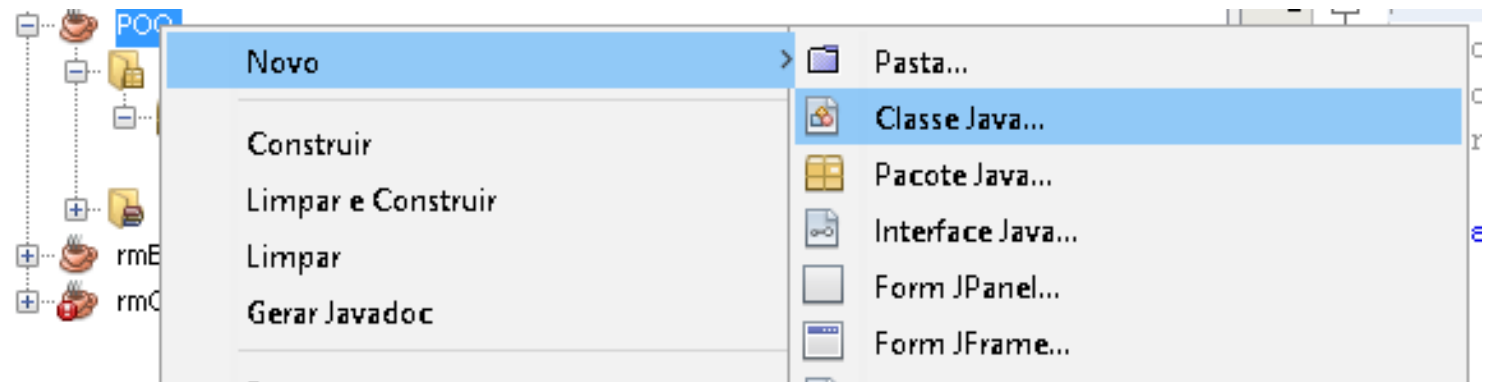 POO
Novo
Pasta...
Classe Java...
Construir
Pacote Java...
Limpar e Construir
Interface Java...
Limpar
Form JPanel...
Gerar Javadoc
Form JFrame...